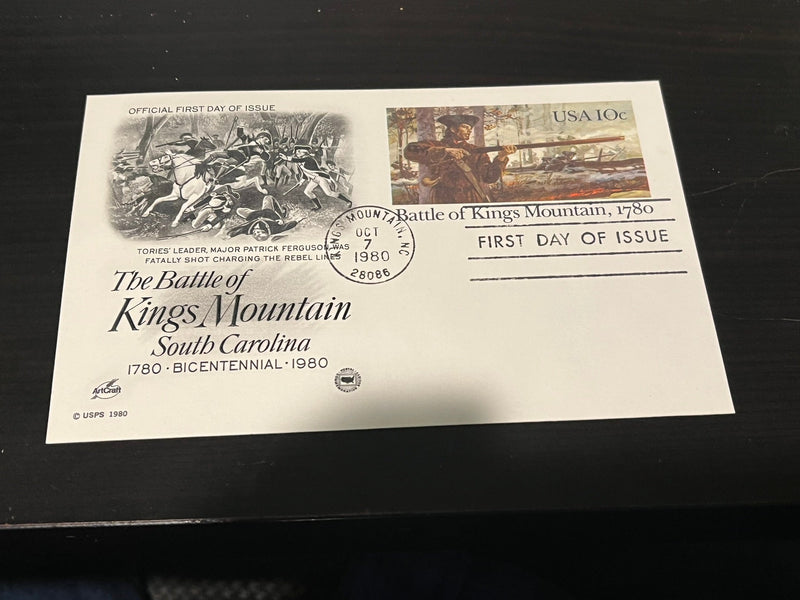 OFFICIAL FIRST DAY OF ISSUE
USA 10c
Battle of Kings Mountain, 1780
TORIES' LEADER, MAJOR PATRICK FERGUSON, WAS
FATALLY SHOT CHARGING THE REBEL LINE
KINGS MOUNTAIN, NC
OCT
7
1980
28086
FIRST DAY OF ISSUE
The Battle of
Kings Mountain
South Carolina
1780 · BICENTENNIAL · 1980
ArtCraft
© USPS 1980